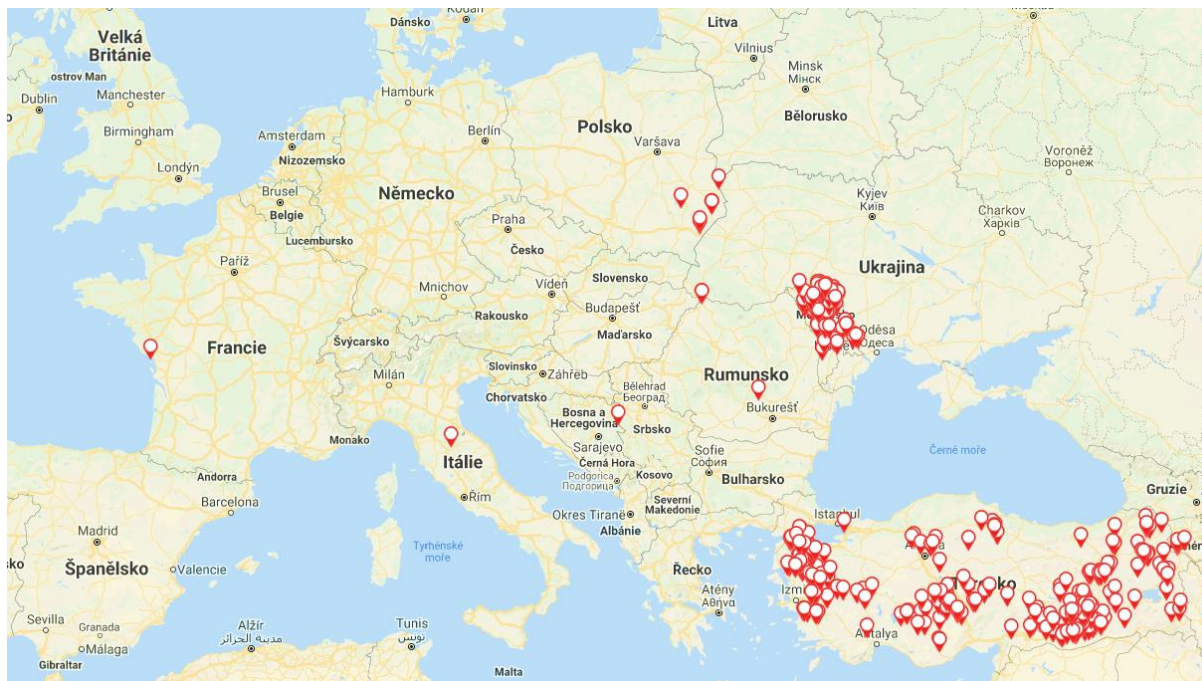 Dánsko
Kodaň
Litva
Velká
Británie
Vilnius
Minsk
Мінск
ostrov Man
Dublin
Manchester
Hamburk
Polsko
Bělorusko
Birmingham
Amsterdam
Berlín
Varšava
Nizozemsko
Voroněž
Воронеж
Londýn
Brusel
Belgie
Německo
Kyjev
Київ
Charkov
Харків
Lucembursko
Praha
Česko
Paříž
Slovensko
Ukrajina
Mnichov
Vídeň
Budapešť
Rakousko
Maďarsko
Oděsa
Одеса
Francie
Švýcarsko
Slovinsko
Záhřeb
Milán
Chorvatsko
Rumunsko
Bělehrad
Београд
Bosna a
Hercegovina
Srbsko
Bukurešť
Monako
Sarajevo
Itálie
Černá Hora
Sofie
София
Černé moře
Andorra
Podgorica
Подгорица
Kosovo
Bulharsko
Gruzie
Barcelona
Řím
Severní
Makedonie
Okres Tiranë
Albánie
Istanbul
Madrid
Tyrhénské
moře
Španělsko
Valencie
Řecko
Atény
Αθήνα
Sevilla
Granada
Málaga
Alžír
مدينة الجزائر
Tunis
تونس
Antalya
Gibraltar
Malta